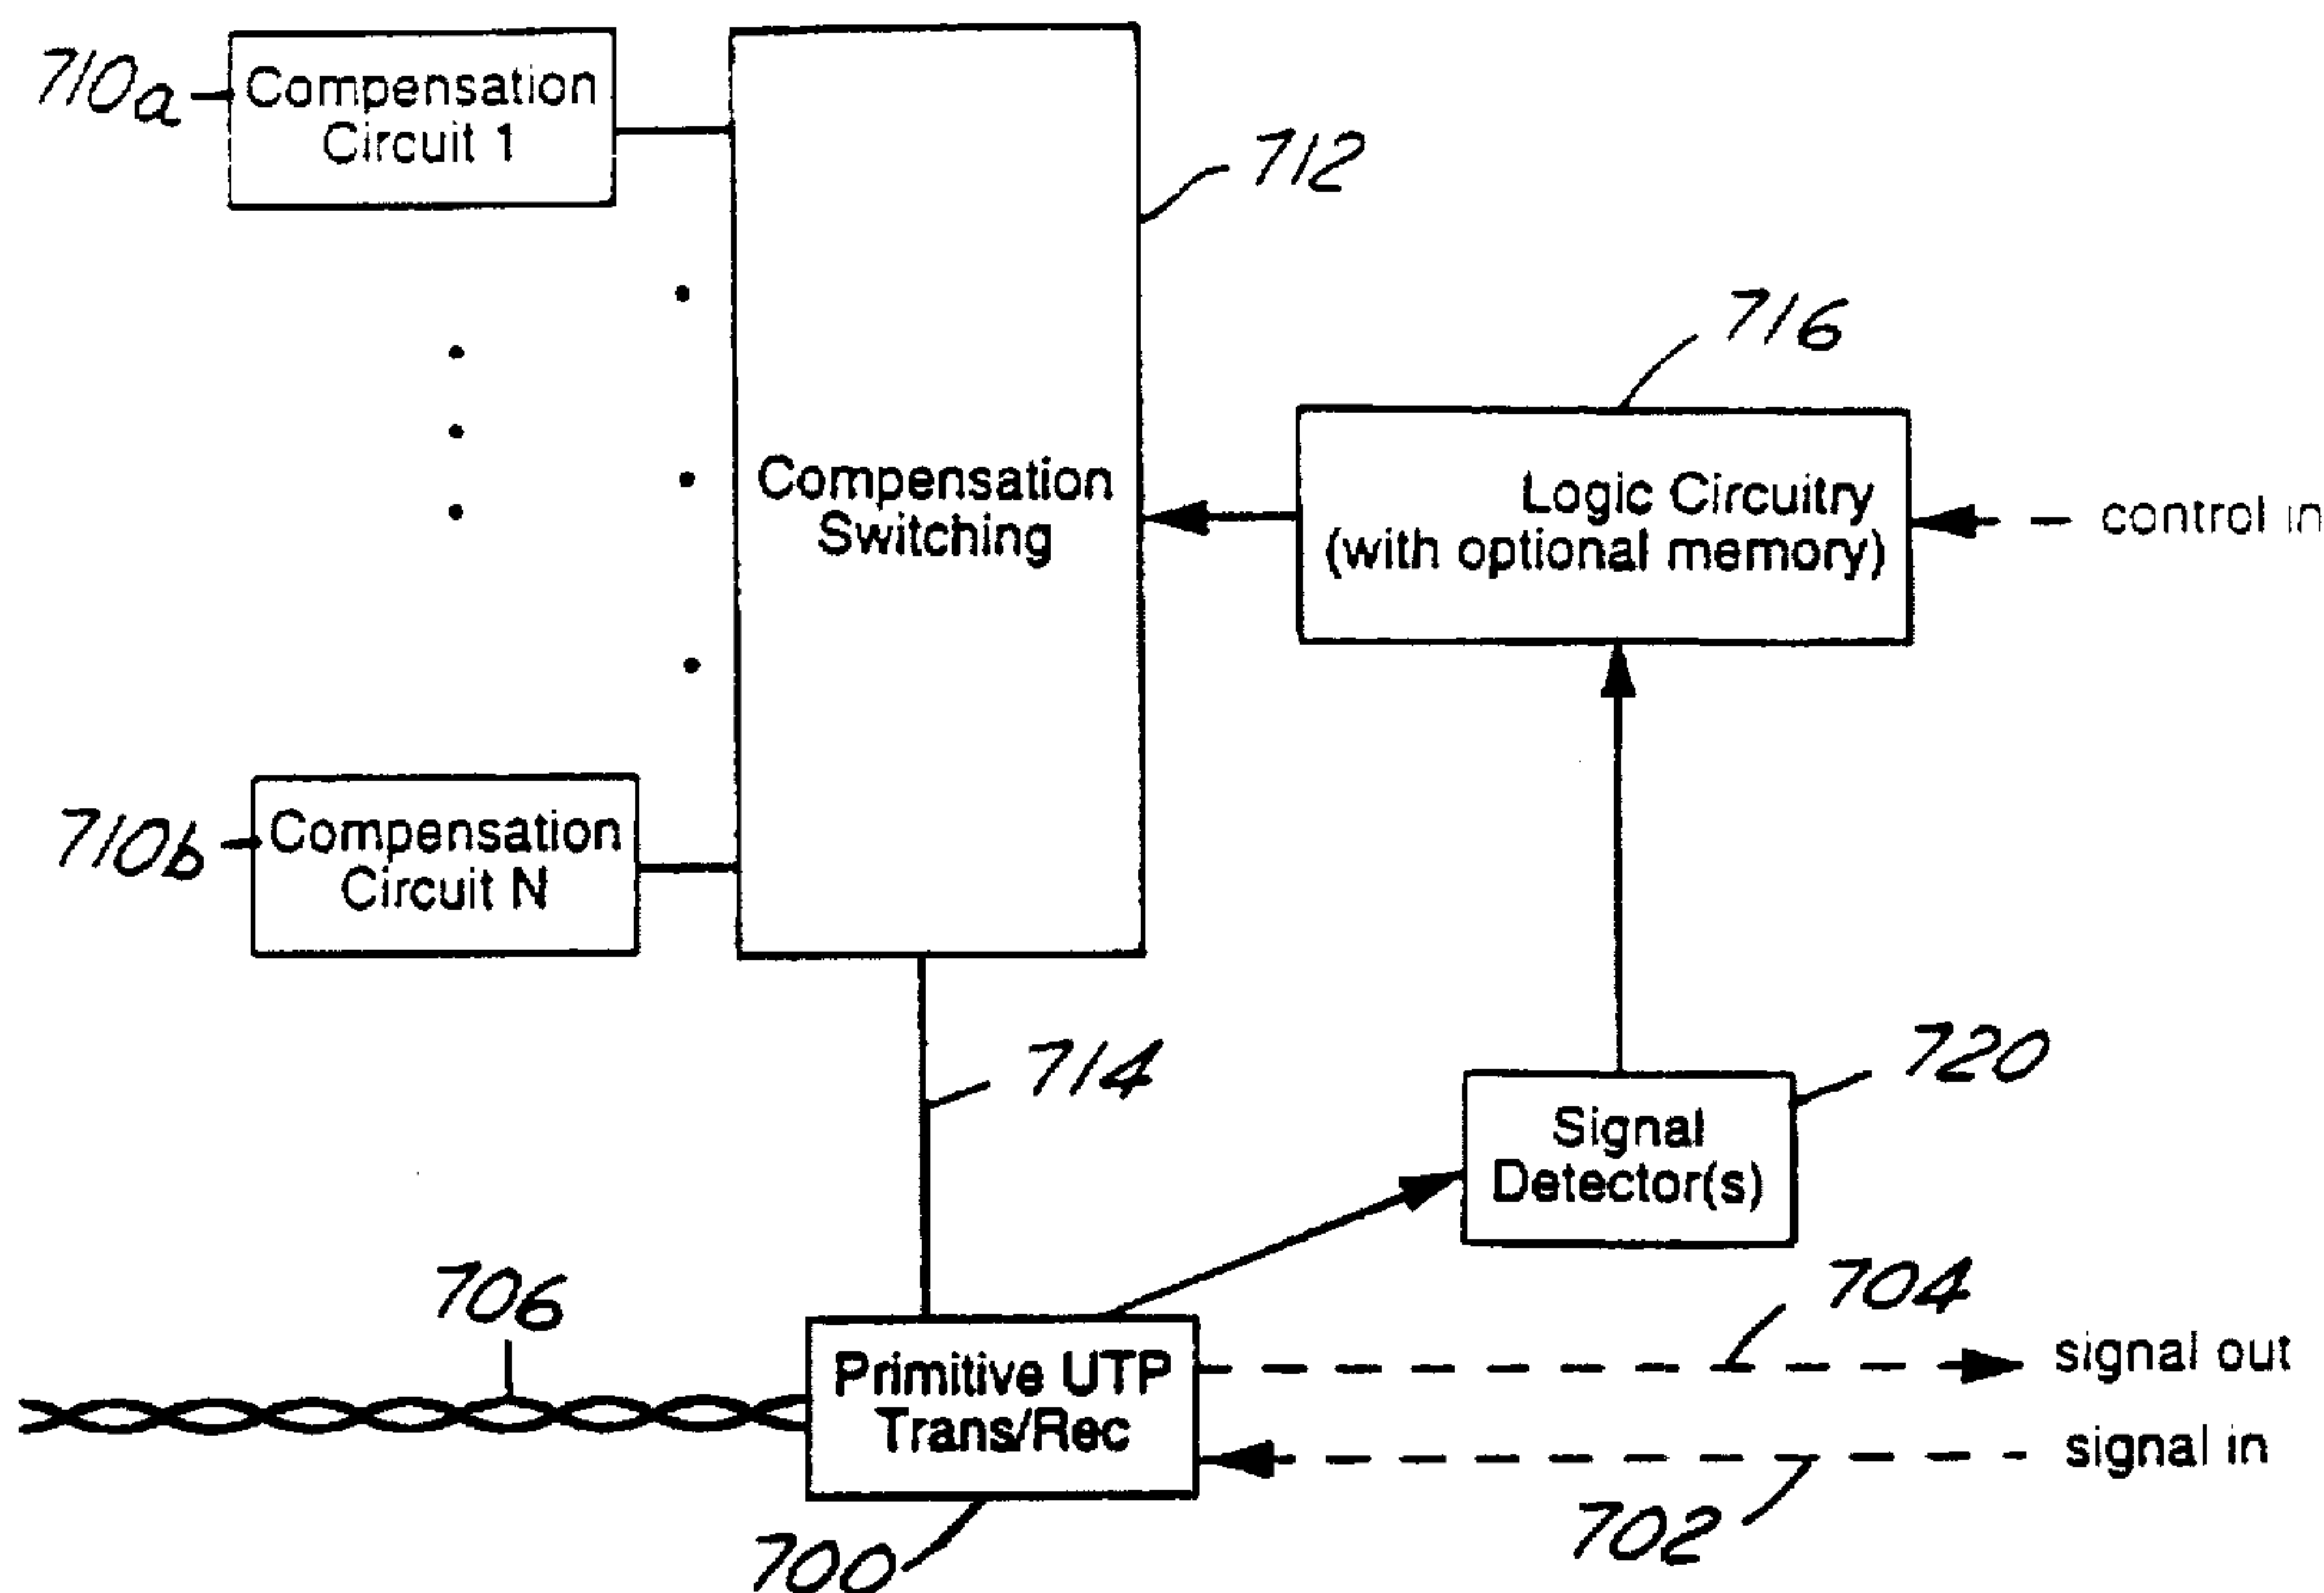 710a
Compensation
Circuit 1
712
716
Compensation
Switching
Logic Circuitry
(with optional memory)
control in
710b
Compensation
Circuit N
714
720
Signal
Detector(s)
706
704
Primitive UTP
Trans/Rec
signal out
signal in
700
702